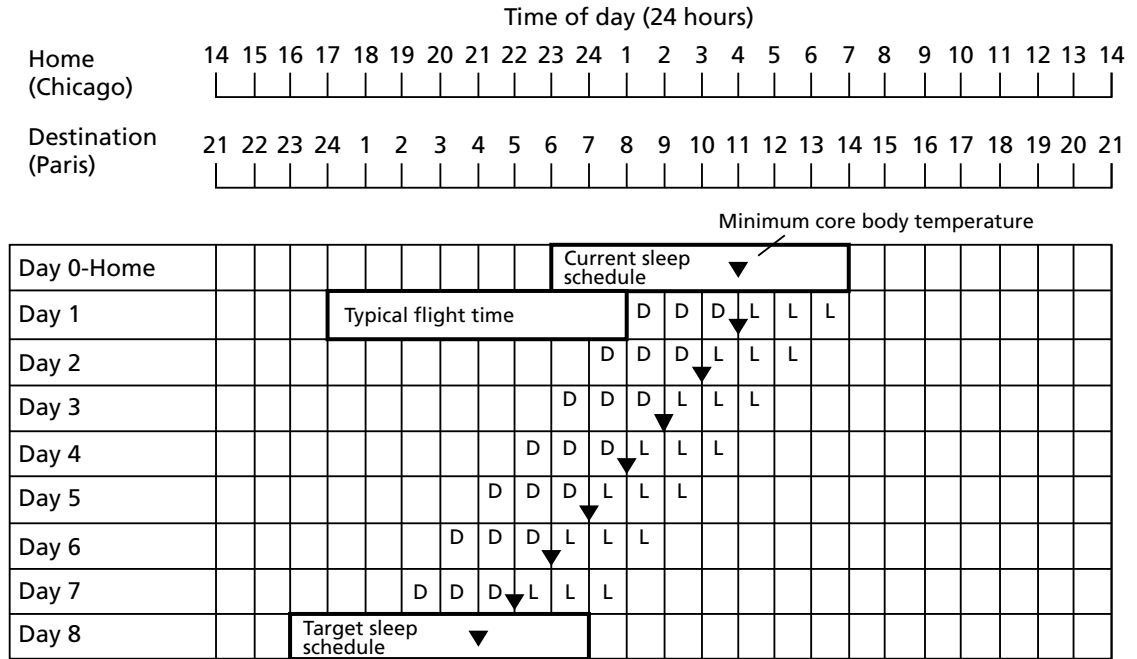 Time of day (24 hours)
Home
(Chicago)
14 15 16 17 18 19 20 21 22 23 24 1 2 3 4 5 6 7 8 9 10 11 12 13 14
Destination
(Paris)
21 22 23 24 1 2 3 4 5 6 7 8 9 10 11 12 13 14 15 16 17 18 19 20 21
Minimum core body temperature
Day 0-Home
Current sleep
schedule
Day 1
Typical flight time
D D D L L L
Day 2
D D D L L L
Day 3
D D D L L L
Day 4
D D D L L L
Day 5
D D D L L L
Day 6
D D D L L L
Day 7
D D D L L L
Day 8
Target sleep
schedule